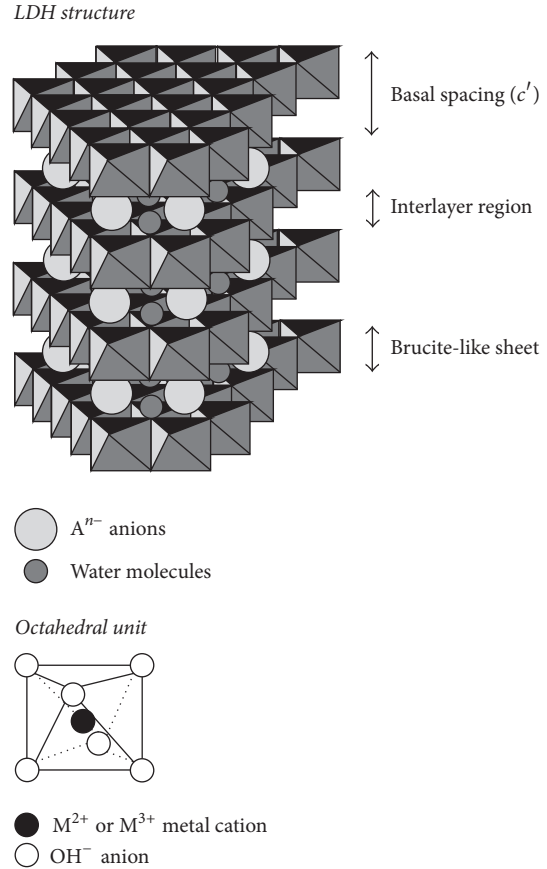 LDH structure
Basal spacing (c′)
Interlayer region
Brucite-like sheet
Aⁿ⁻ anions
Water molecules
Octahedral unit
M²⁺ or M³⁺ metal cation
OH⁻ anion